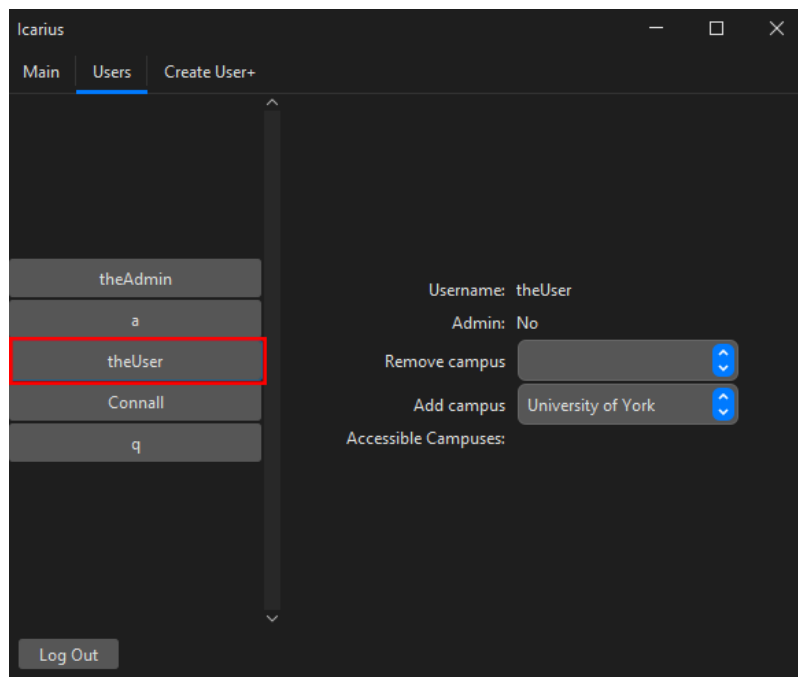 Icarius
Main Users Create User+
theAdmin
a
theUser
Connall
q
Username: theUser
Admin: No
Remove campus
Add campus University of York
Accessible Campuses:
Log Out